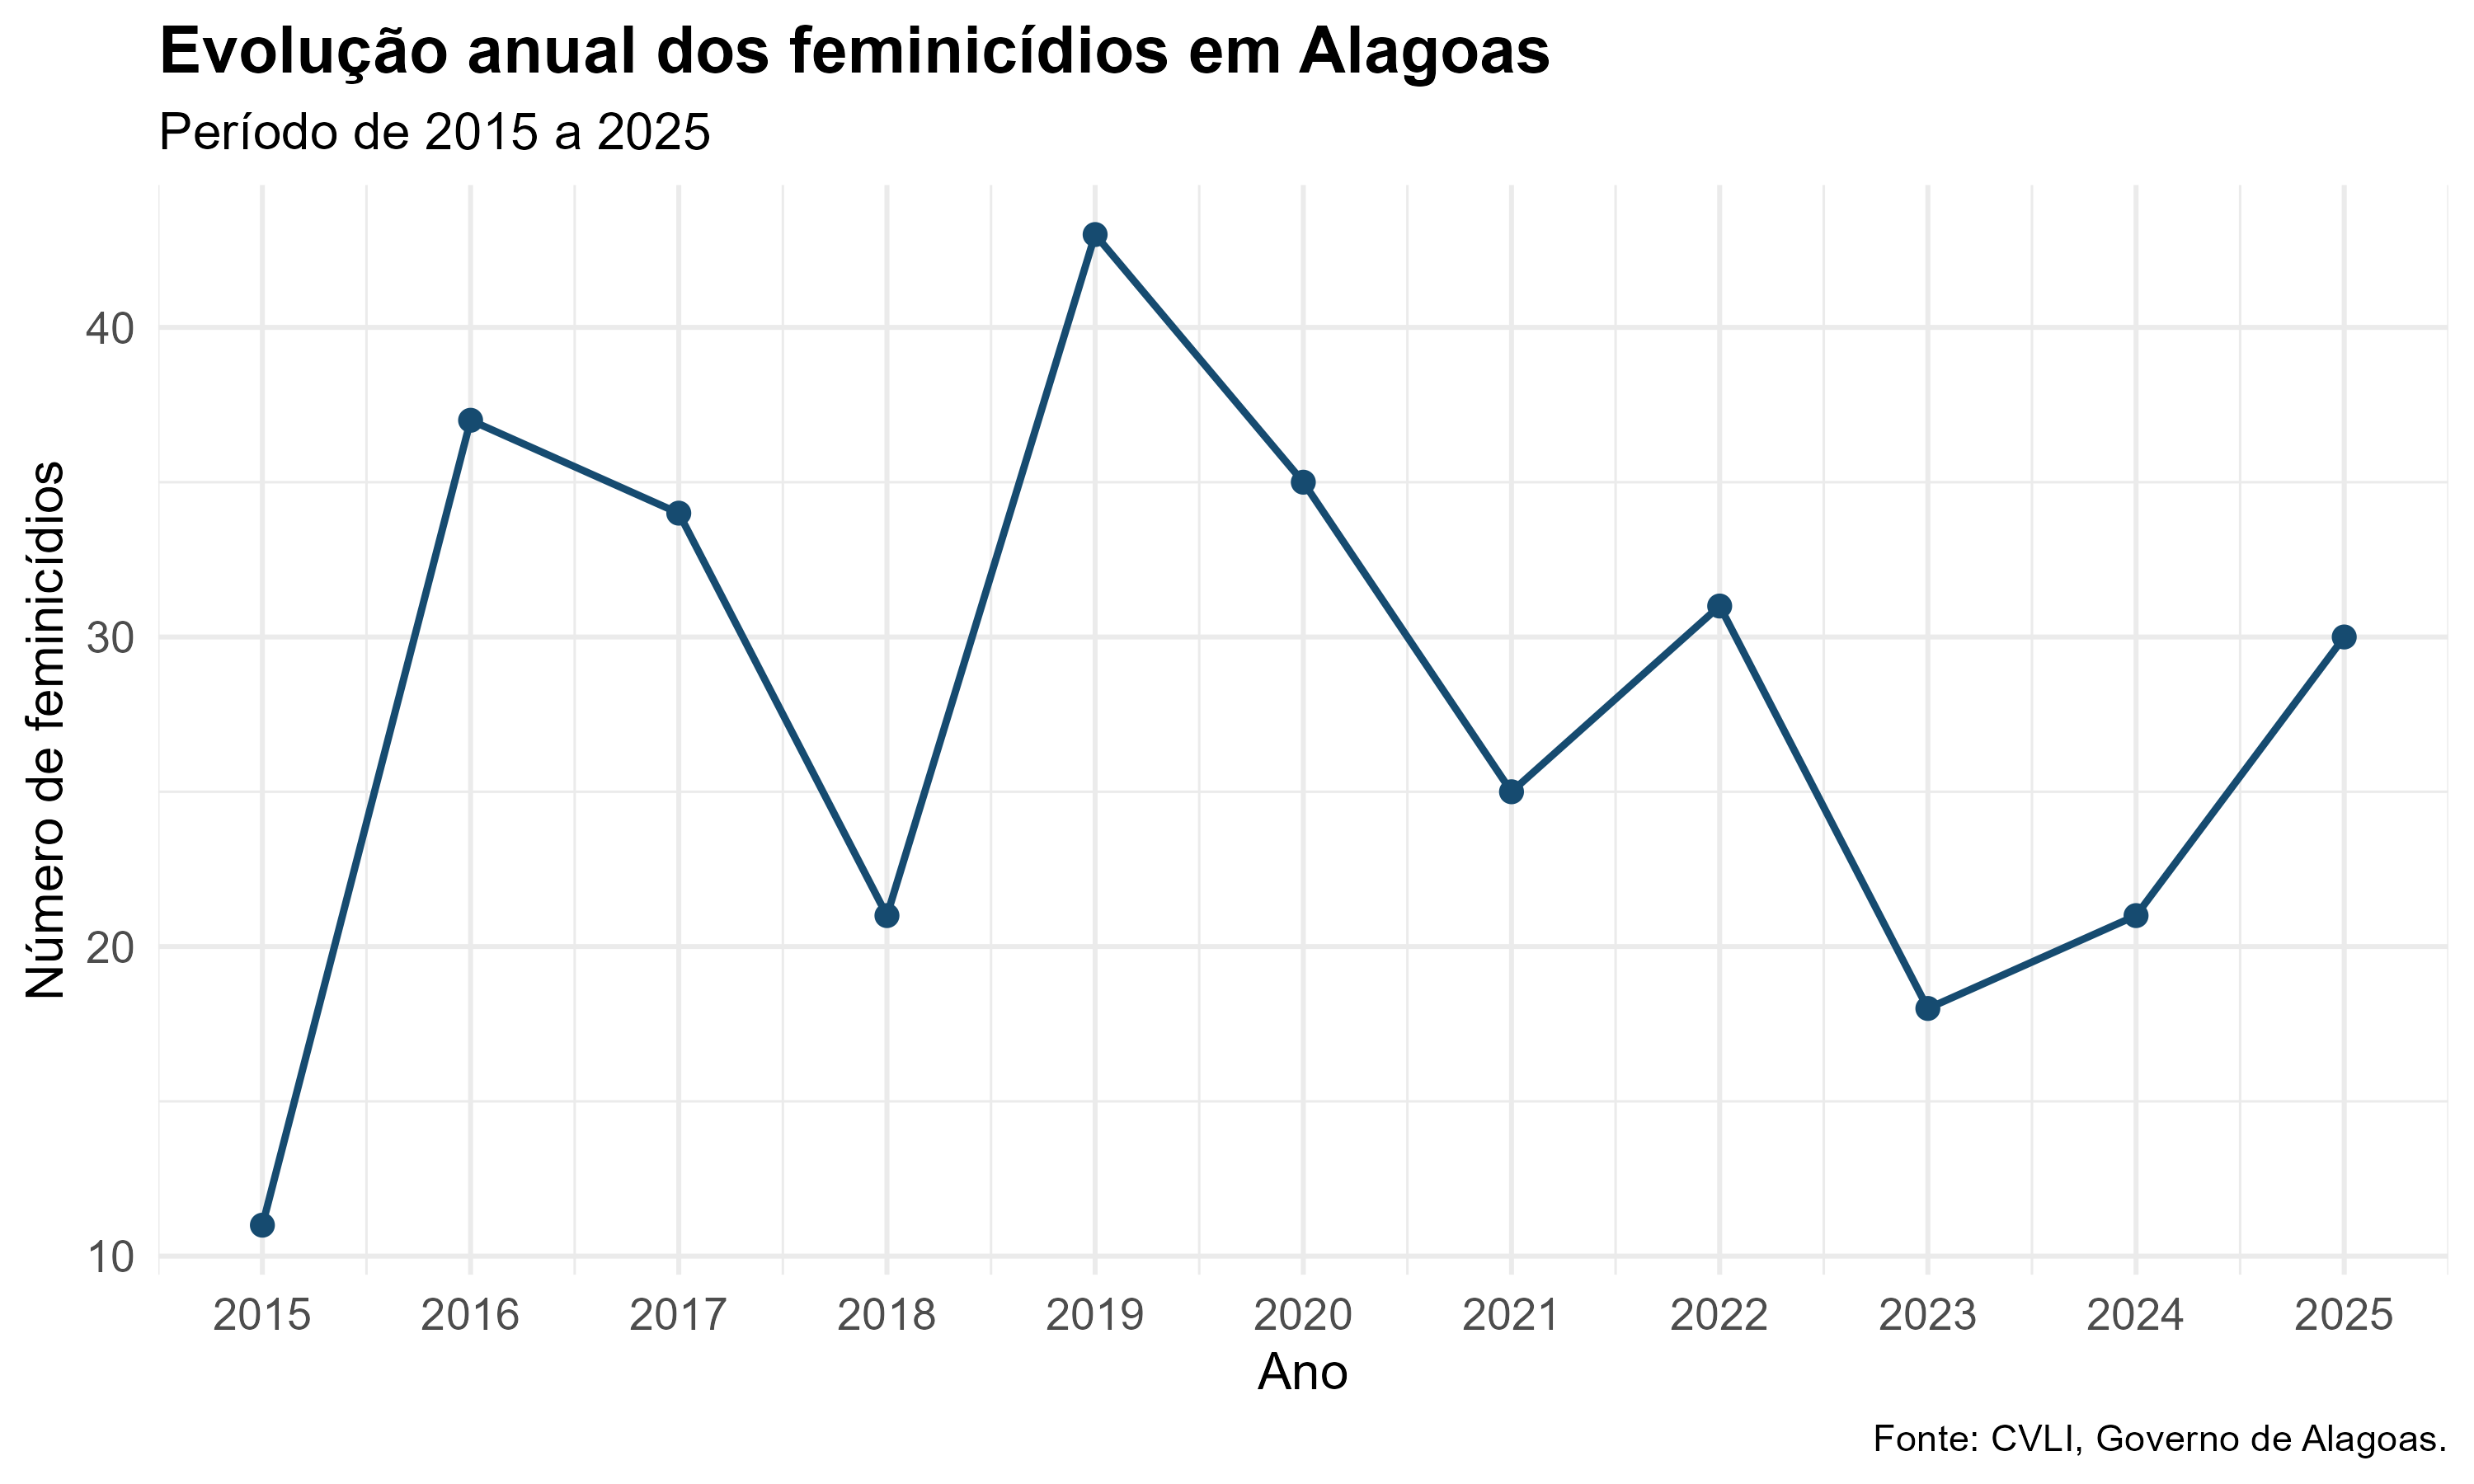 Evolução anual dos feminicídios em Alagoas
Período de 2015 a 2025
Número de feminicídios
40
30
20
10
2015 2016 2017 2018 2019 2020 2021 2022 2023 2024 2025
Ano
Fonte: CVLI, Governo de Alagoas.